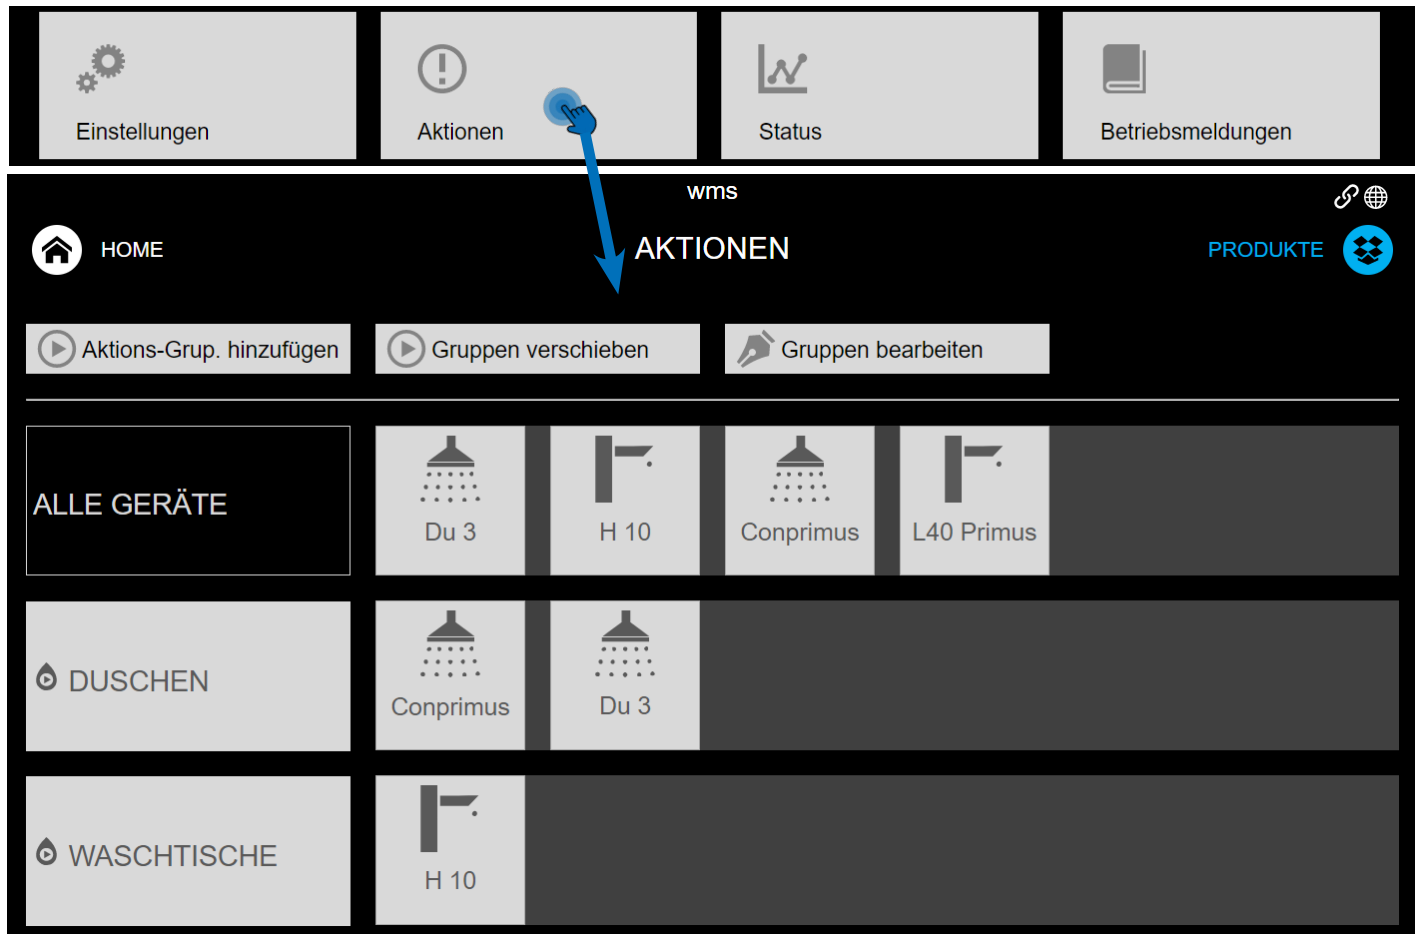 Einstellungen
Aktionen
Status
Betriebsmeldungen
wms
HOME
AKTIONEN
PRODUKTE
Aktions-Grup. hinzufügen
Gruppen verschieben
Gruppen bearbeiten
ALLE GERÄTE
Du 3
H 10
Conprimus
L40 Primus
DUSCHEN
Conprimus
Du 3
WASCHTISCHE
H 10